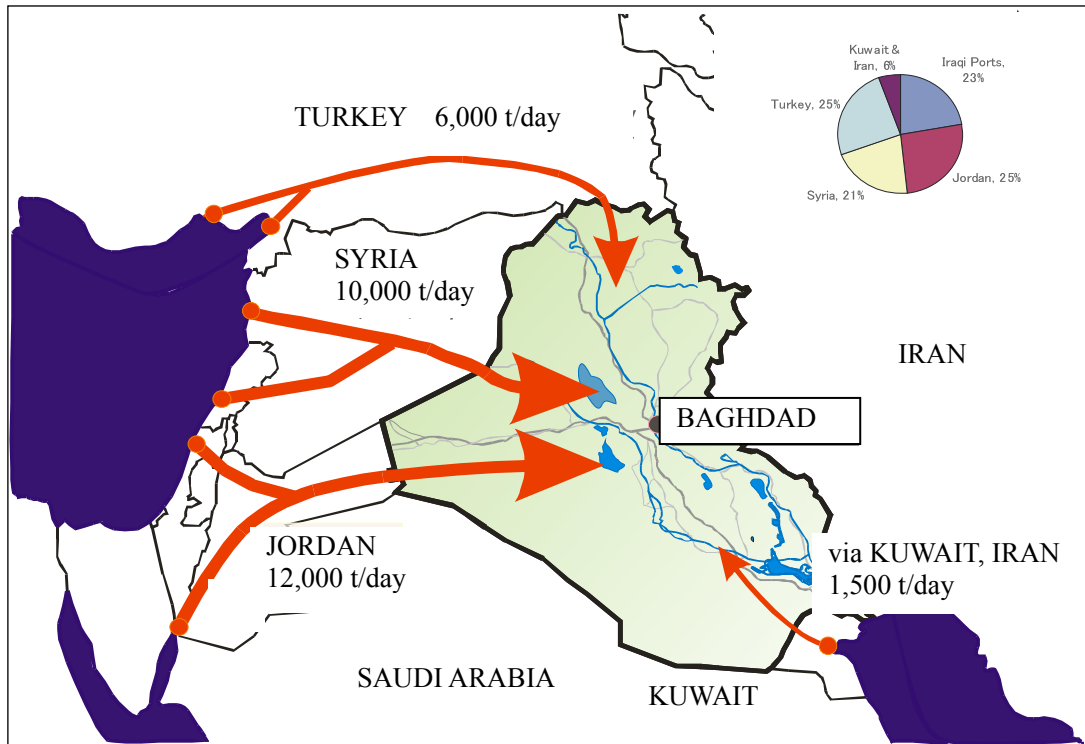 Kuwait &
Iran, 6%
Iraqi Ports,
23%
Turkey, 25%
Syria, 21%
Jordan, 25%
TURKEY 6,000 t/day
SYRIA
10,000 t/day
IRAN
BAGHDAD
JORDAN
12,000 t/day
via KUWAIT, IRAN
1,500 t/day
SAUDI ARABIA
KUWAIT